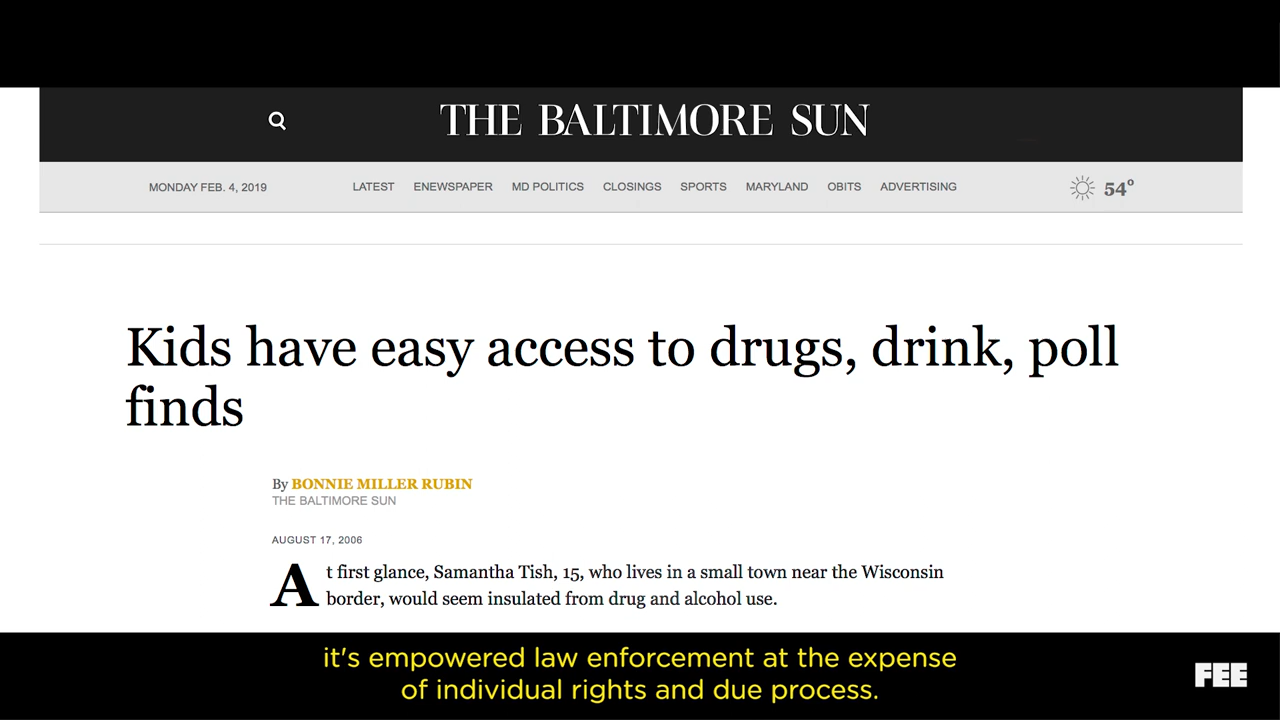 THE BALTIMORE SUN
MONDAY FEB. 4, 2019 LATEST ENEWSPAPER MD POLITICS CLOSINGS SPORTS MARYLAND OBITS ADVERTISING 54°
Kids have easy access to drugs, drink, poll
finds
By BONNIE MILLER RUBIN
THE BALTIMORE SUN
AUGUST 17, 2006
At first glance, Samantha Tish, 15, who lives in a small town near the Wisconsin
border, would seem insulated from drug and alcohol use.
it's empowered law enforcement at the expense
of individual rights and due process.
FEE